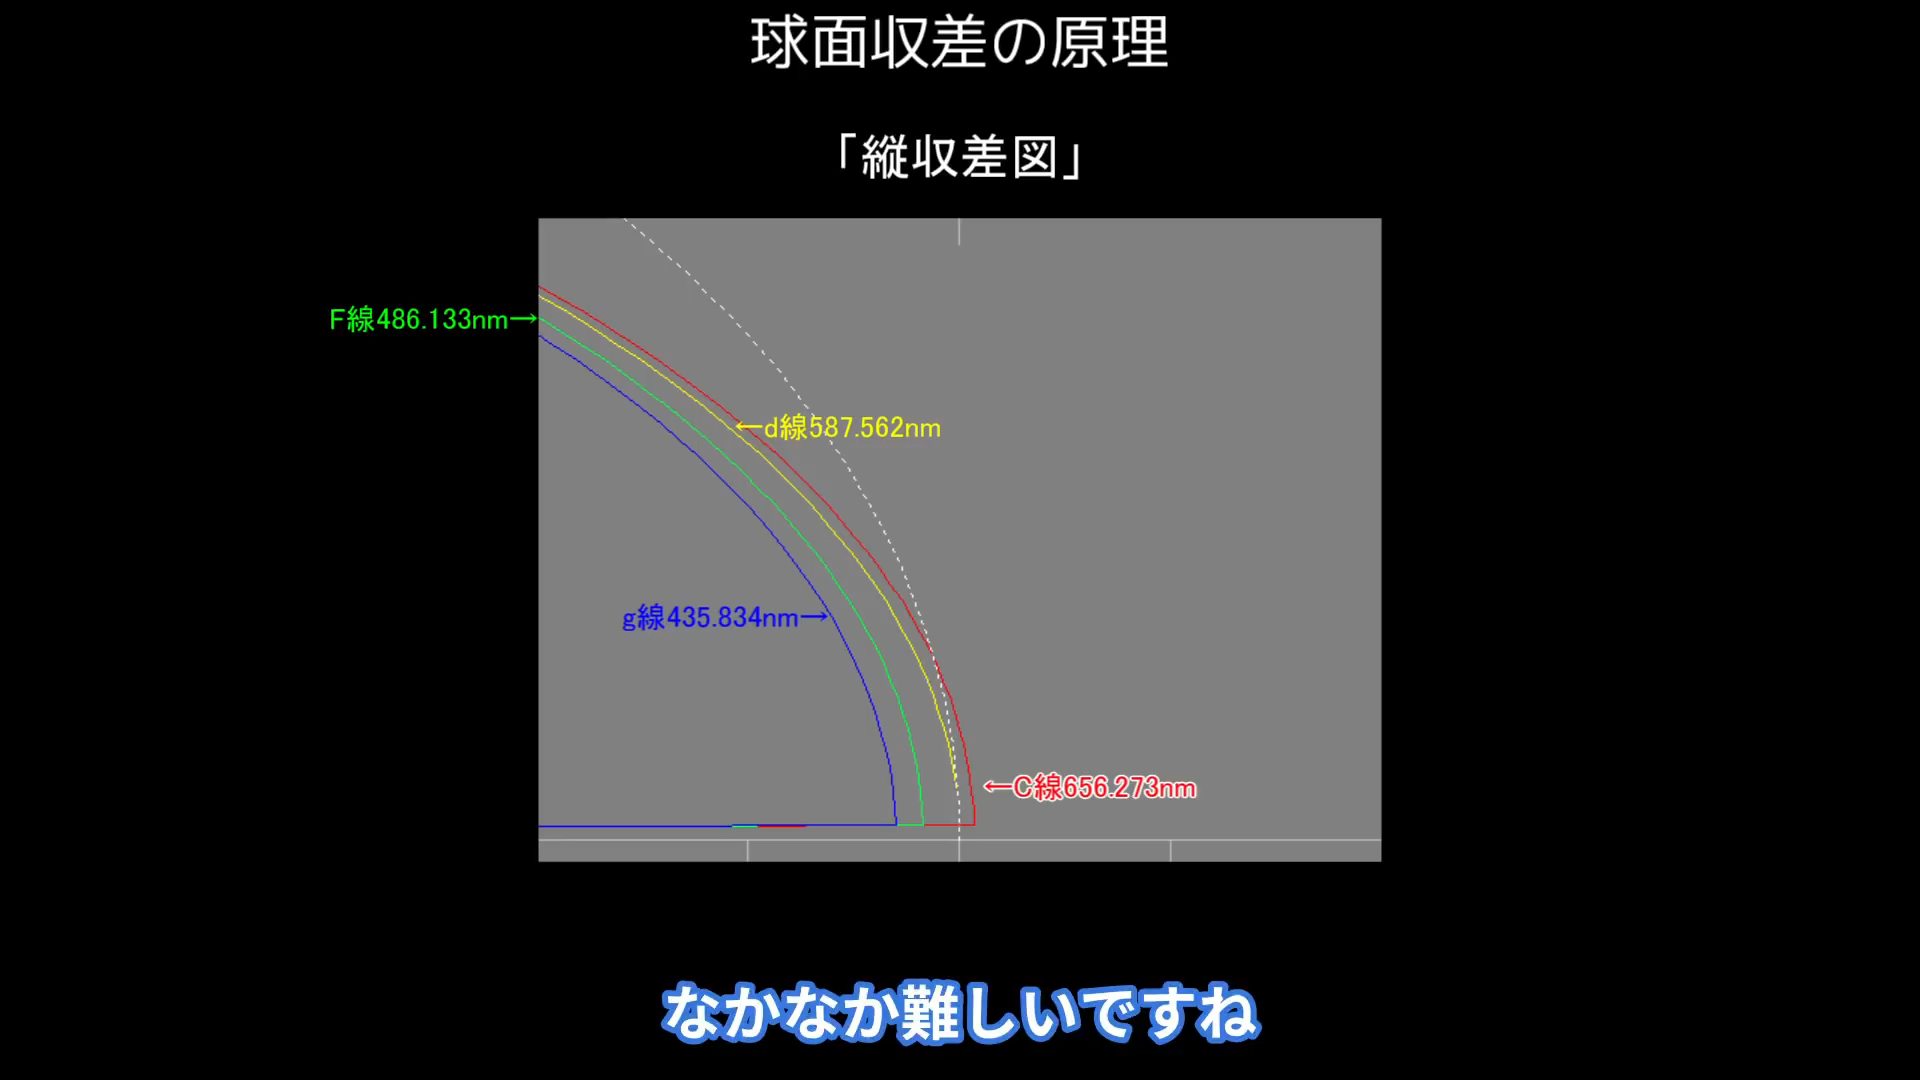 球面収差の原理
「縦収差図」
F線486.133nm→
←d線587.562nm
g線435.834nm→
←C線656.273nm
なかなか難しいですね